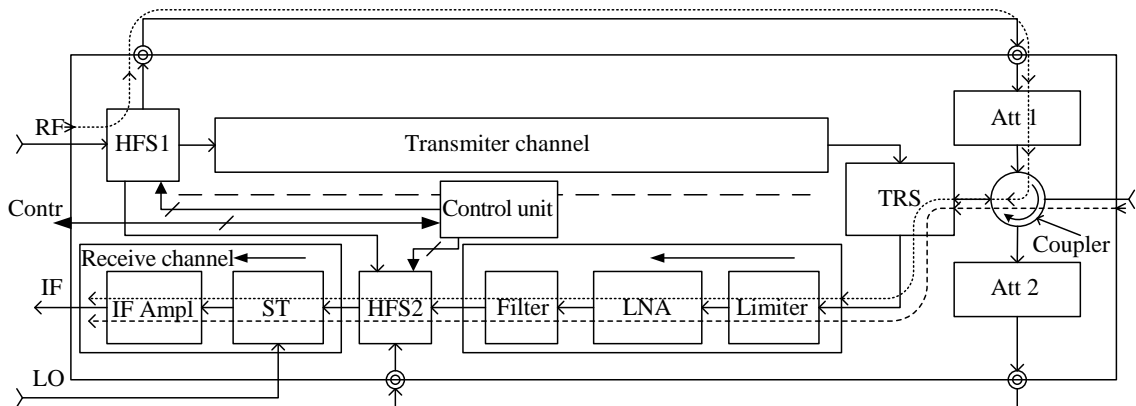 Att 1
RF
HFS1
Transmiter channel
TRS
Contr
Control unit
Coupler
Receive channel
IF
IF Ampl
ST
HFS2
Filter
LNA
Limiter
Att 2
LO